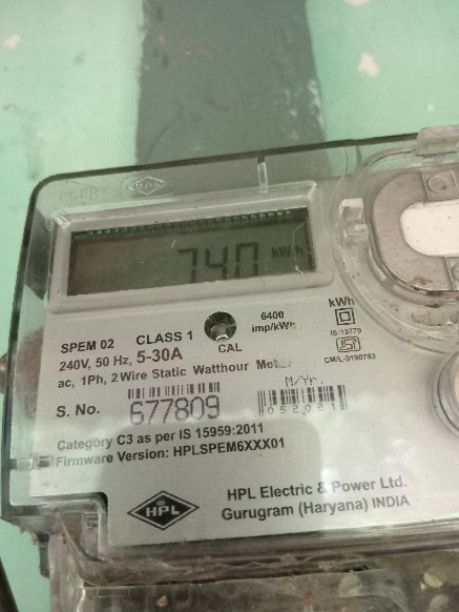 HPL
740 kWh
6400
imp/kWh
kWh
IS:13779
CM/L-0190783
SPEM 02 CLASS 1
240V, 50 Hz, 5-30A
CAL
ac, 1Ph, 2 Wire Static Watthour Meter
M/Yr.
S. No. 677809
052021
Category C3 as per IS 15959:2011
Firmware Version: HPLSPEM6XXX01
HPL
HPL Electric & Power Ltd.
Gurugram (Haryana) INDIA